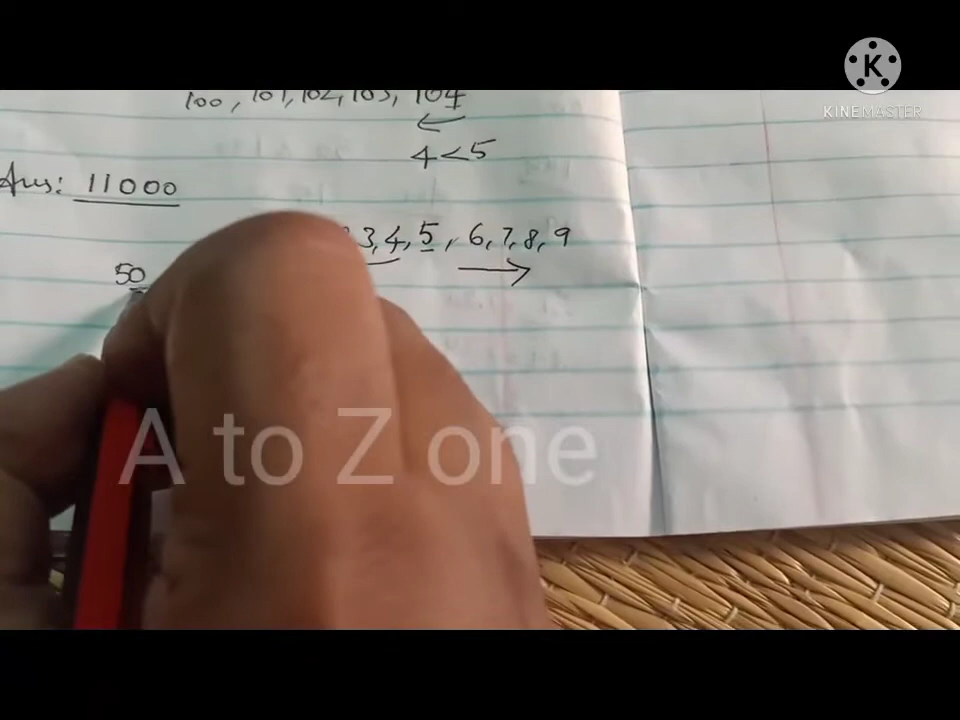 K
KINEMASTER
100, 101, 102, 103, 104
4<5
Ans: 11000
3, 4, 5, 6, 7, 8, 9
50
A to Z one